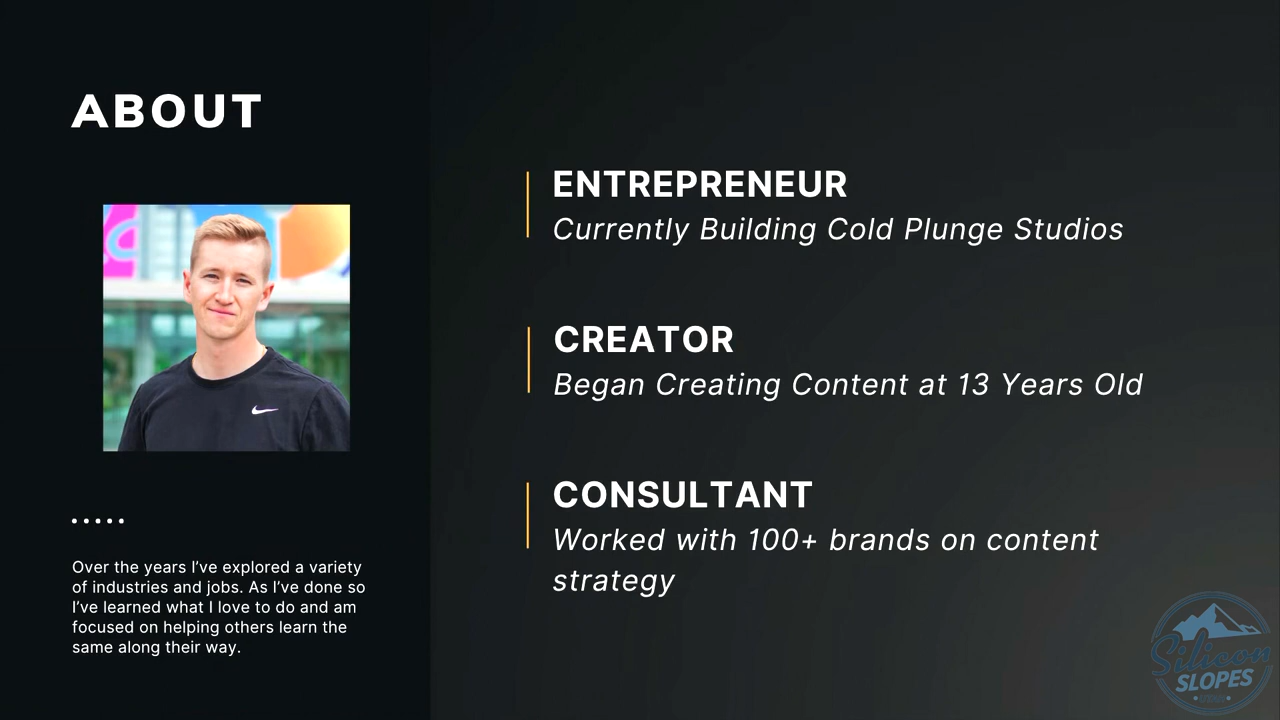 ABOUT
Over the years I've explored a variety
of industries and jobs. As I've done so
I've learned what I love to do and am
focused on helping others learn the
same along their way.
ENTREPRENEUR
Currently Building Cold Plunge Studios
CREATOR
Began Creating Content at 13 Years Old
CONSULTANT
Worked with 100+ brands on content
strategy
Silicon
SLOPES